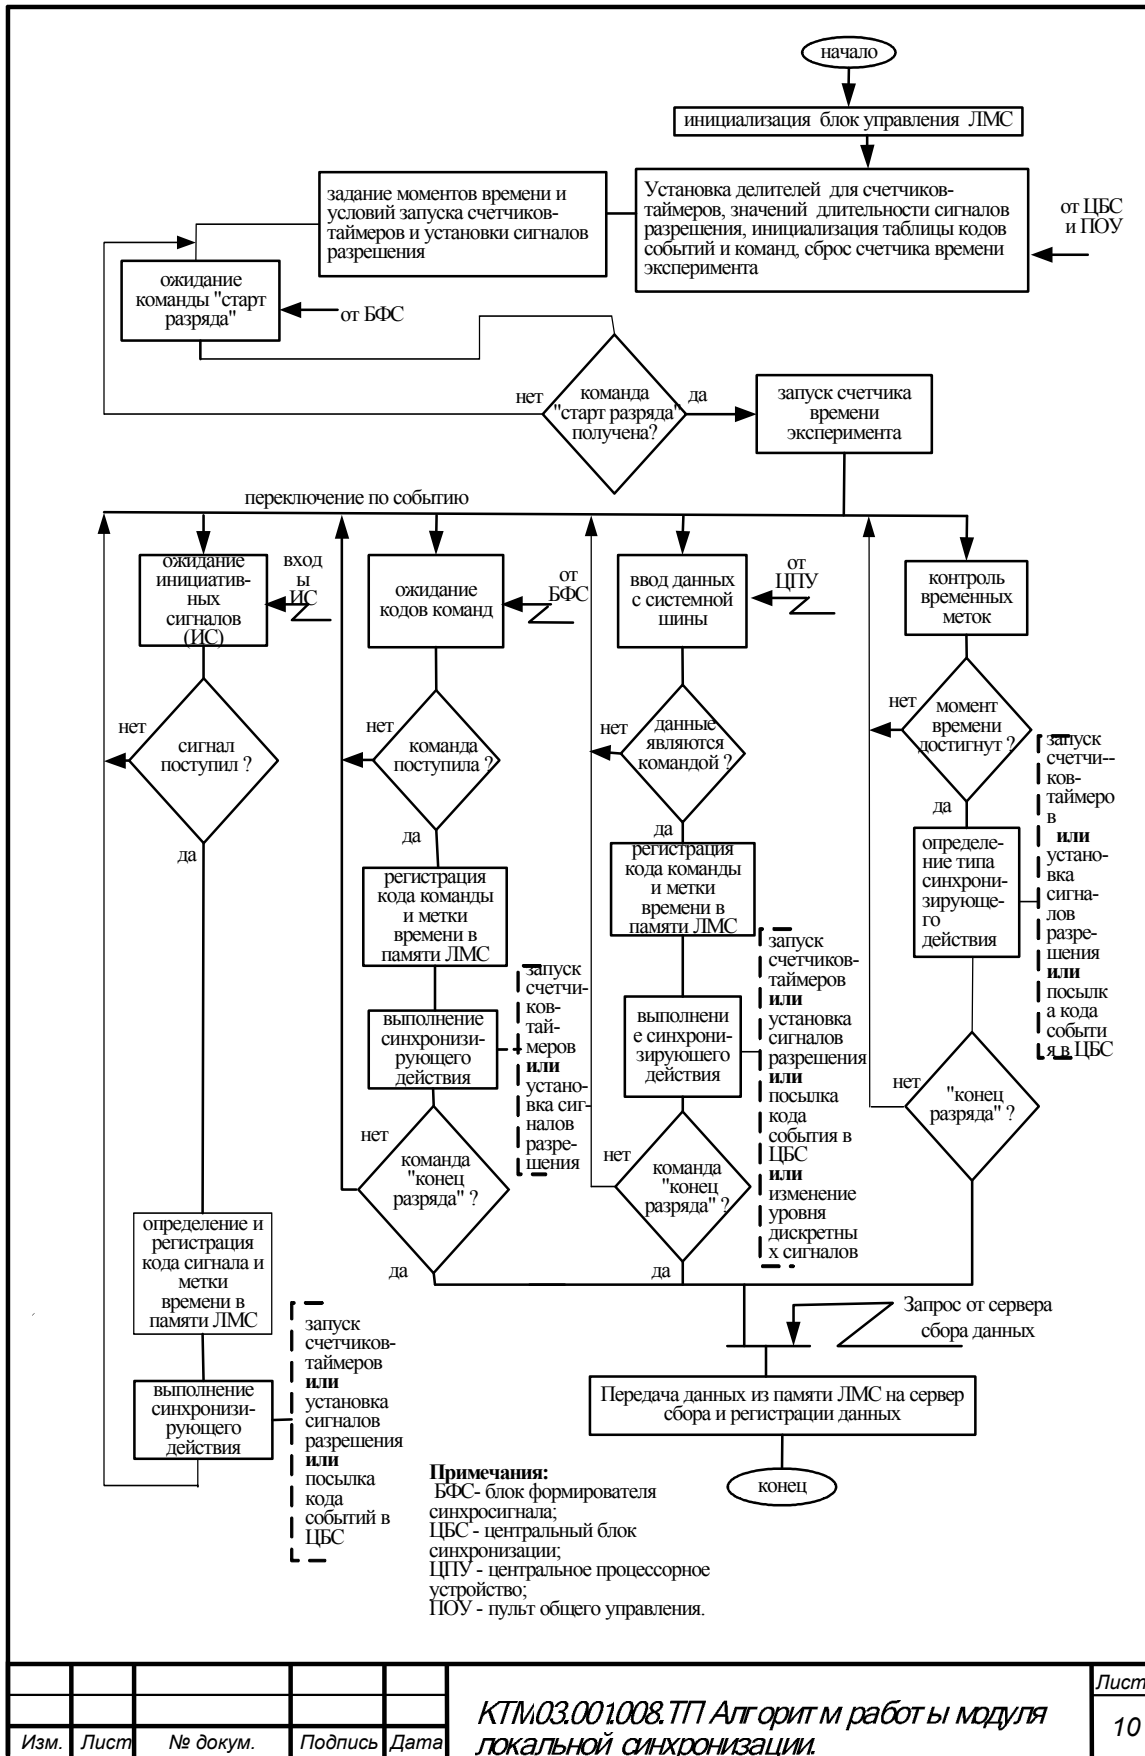 начало
инициализация блок управления ЛМС
задание моментов времени и
условий запуска счетчиков-
таймеров и установки сигналов
разрешения
Установка делителей для счетчиков-
таймеров, значений длительности сигналов
разрешения, инициализация таблицы кодов
событий и команд, сброс счетчика времени
эксперимента
от ЦБС
и ПОУ
ожидание
команды "старт
разряда"
от БФС
нет
команда
"старт разряда"
получена?
да
запуск счетчика
времени
эксперимента
переключение по событию
ожидание
инициатив-
ных
сигналов
(ИС)
вход
ы
ИС
ожидание
кодов команд
от
БФС
ввод данных
с системной
шины
от
ЦПУ
контроль
временных
меток
нет
сигнал
поступил ?
да
нет
команда
поступила ?
да
нет
данные
являются
командой ?
да
нет
момент
времени
достигнут ?
да
запуск
счетчи--
ков-
таймеро
в
или
устано-
вка
сигна-
лов
разре-
шения
или
посылк
а кода
событи
я в ЦБС
регистрация
кода команды
и метки
времени в
памяти ЛМС
регистрация
кода команды
и метки
времени в
памяти ЛМС
определе-
ние типа
синхрони-
зирующе-
го
действия
выполнение
синхронизи-
рующего
действия
запуск
счетчи-
ков-
тай-
меров
или
устано-
вка сиг-
налов
разре-
шения
выполнени
е синхрони-
зирующего
действия
запуск
счетчиков-
таймеров
или
установка
сигналов
разрешения
или
посылка
кода
события в
ЦБС
или
изменение
уровня
дискретны
х сигналов
нет
команда
"конец
разряда" ?
да
нет
команда
"конец
разряда" ?
да
нет
"конец
разряда" ?
определение и
регистрация
кода сигнала и
метки
времени в
памяти ЛМС
выполнение
синхронизи-
рующего
действия
запуск
счетчиков-
таймеров
или
установка
сигналов
разрешения
или
посылка
кода
событий в
ЦБС
Запрос от сервера
сбора данных
Передача данных из памяти ЛМС на сервер
сбора и регистрации данных
конец
Примечания:
БФС- блок формирователя
синхросигнала;
ЦБС - центральный блок
синхронизации;
ЦПУ - центральное процессорное
устройство;
ПОУ - пульт общего управления.
Изм. Лист № докум. Подпись Дата
КТМ.03.001.008.ТП Алгоритм работы модуля
локальной синхронизации.
Лист
10